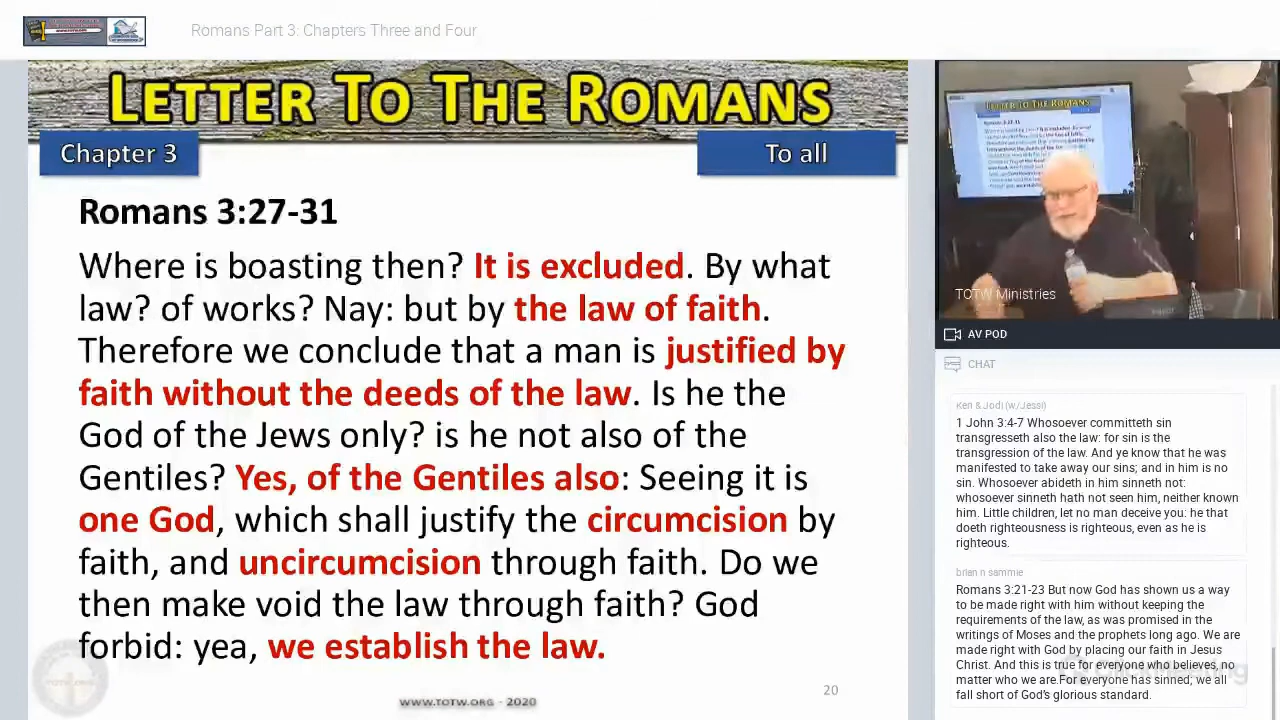 Romans Part 3: Chapters Three and Four
LETTER TO THE ROMANS
Chapter 3
To all
Romans 3:27-31
Where is boasting then? It is excluded. By what
law? of works? Nay: but by the law of faith.
Therefore we conclude that a man is justified by
faith without the deeds of the law. Is he the
God of the Jews only? is he not also of the
Gentiles? Yes, of the Gentiles also: Seeing it is
one God, which shall justify the circumcision by
faith, and uncircumcision through faith. Do we
then make void the law through faith? God
forbid: yea, we establish the law.
TOTW.ORG
WWW.TOTW.ORG - 2020
20
LETTER TO THE ROMANS
Romans 3:27-31
TOTW Ministries
AV POD
CHAT
Ken & Jodi (w/Jessi)
1 John 3:4-7 Whosoever committeth sin
transgresseth also the law: for sin is the
transgression of the law. And ye know that he was
manifested to take away our sins; and in him is no
sin. Whosoever abideth in him sinneth not:
whosoever sinneth hath not seen him, neither known
him. Little children, let no man deceive you: he that
doeth righteousness is righteous, even as he is
righteous.
brian n sammie
Romans 3:21-23 But now God has shown us a way
to be made right with him without keeping the
requirements of the law, as was promised in the
writings of Moses and the prophets long ago. We are
made right with God by placing our faith in Jesus
Christ. And this is true for everyone who believes, no
matter who we are.For everyone has sinned; we all
fall short of God's glorious standard.